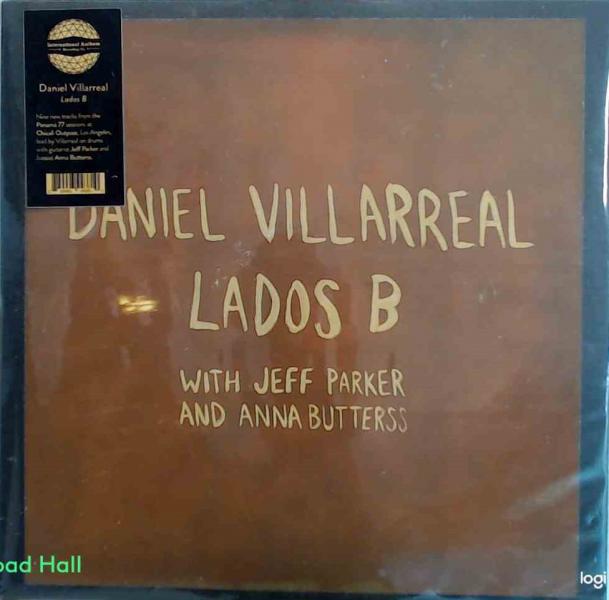 International Anthem
Recording Co.
Daniel Villarreal
Lados B
Nine new tracks from the
Panamá 77 sessions at
Chicali Outpost, Los Angeles,
lead by Villarreal on drums
with guitarist Jeff Parker and
bassist Anna Butterss.
DANIEL VILLARREAL
LADOS B
WITH JEFF PARKER
AND ANNA BUTTERSS
oad Hall
logi